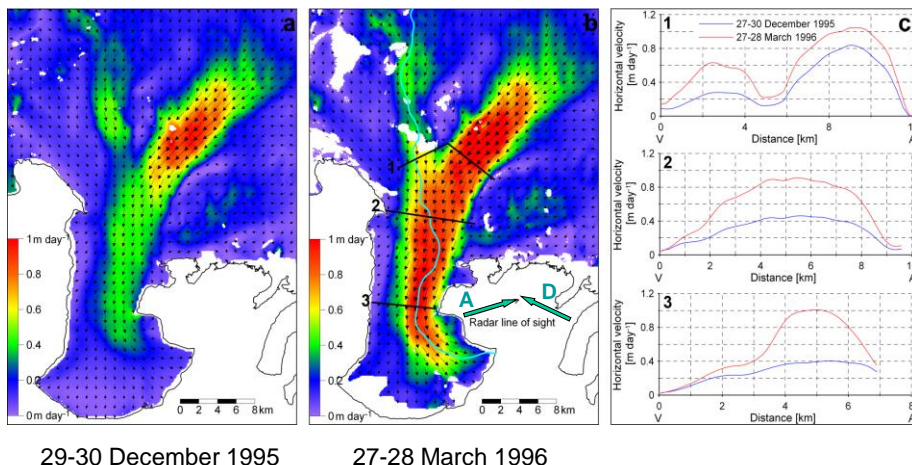 a
1 m day⁻¹
0.8
0.6
0.4
0.2
0 m day⁻¹
0 2 4 6 8 km
b
1
2
3
A
D
Radar line of sight
1 m day⁻¹
0.8
0.6
0.4
0.2
0 m day⁻¹
0 2 4 6 8 km
c
1
27-30 December 1995
27-28 March 1996
Horizontal velocity
[m day⁻¹]
1.2
0.8
0.4
0
0 2 4 6 8 10
V
Distance [km]
2
Horizontal velocity
[m day⁻¹]
1.2
0.8
0.4
0
0 2 4 6 8
V
Distance [km]
3
Horizontal velocity
[m day⁻¹]
1.2
0.8
0.4
0
0 2 4 6 8
V
Distance [km]
29-30 December 1995
27-28 March 1996